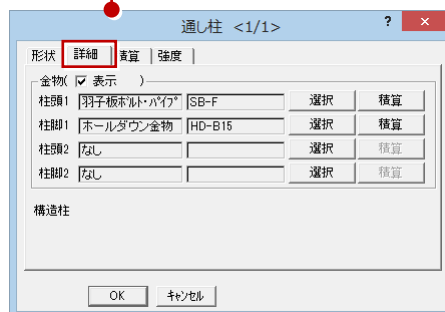 通し柱 <1/1>
? ×
形状 詳細 積算 強度
金物( 表示 )
柱頭1 羽子板ボルト・パイプ SB-F 選択 積算
柱脚1 ホールダウン金物 HD-B15 選択 積算
柱頭2 なし 選択 積算
柱脚2 なし 選択 積算
構造柱
OK キャンセル